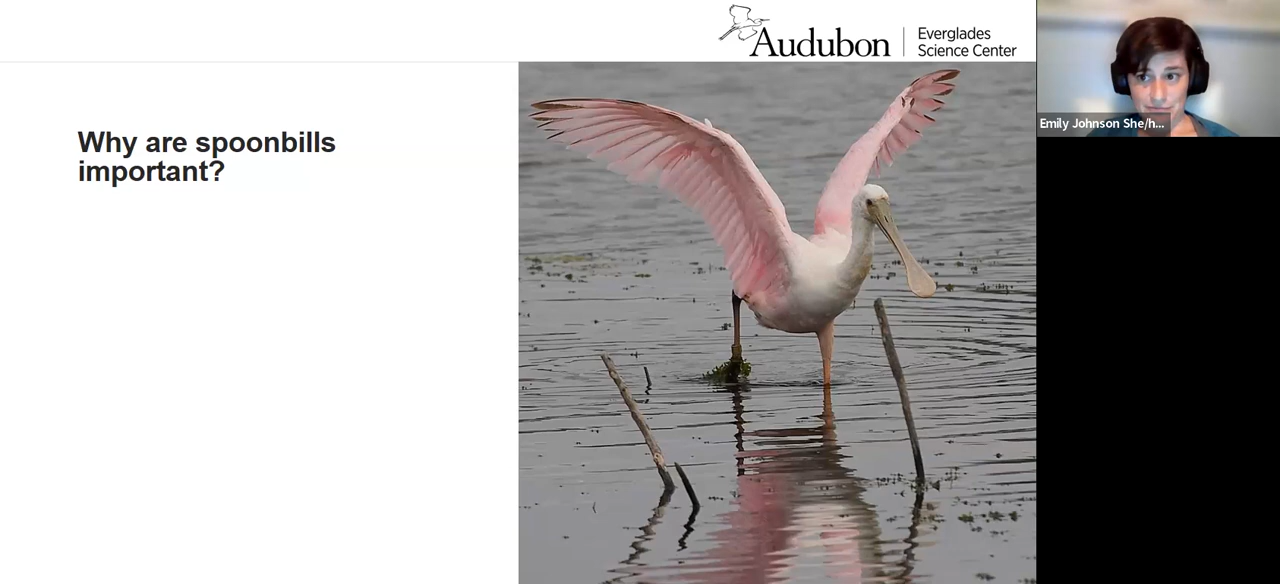 Audubon
Everglades
Science Center
Why are spoonbills
important?
Emily Johnson She/h...